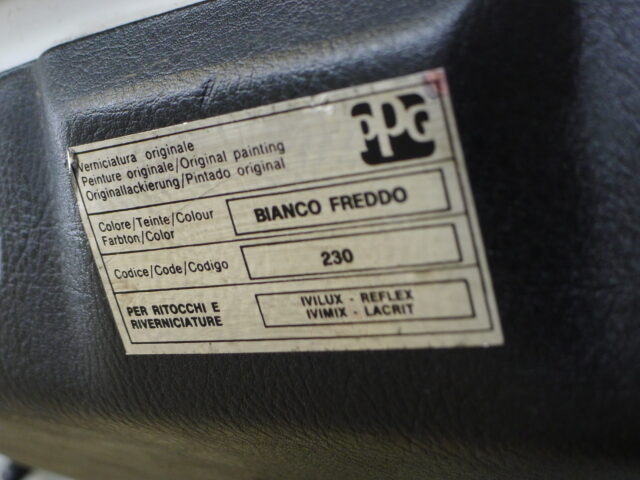 Verniciatura originale
Peinture originale/Original painting
Originallackierung/Pintado original
PPG
Colore/Teinte/Colour
Farbton/Color
BIANCO FREDDO
Codice/Code/Codigo
230
PER RITOCCHI E
RIVERNICIATURE
IVILUX - REFLEX
IVIMIX - LACRIT